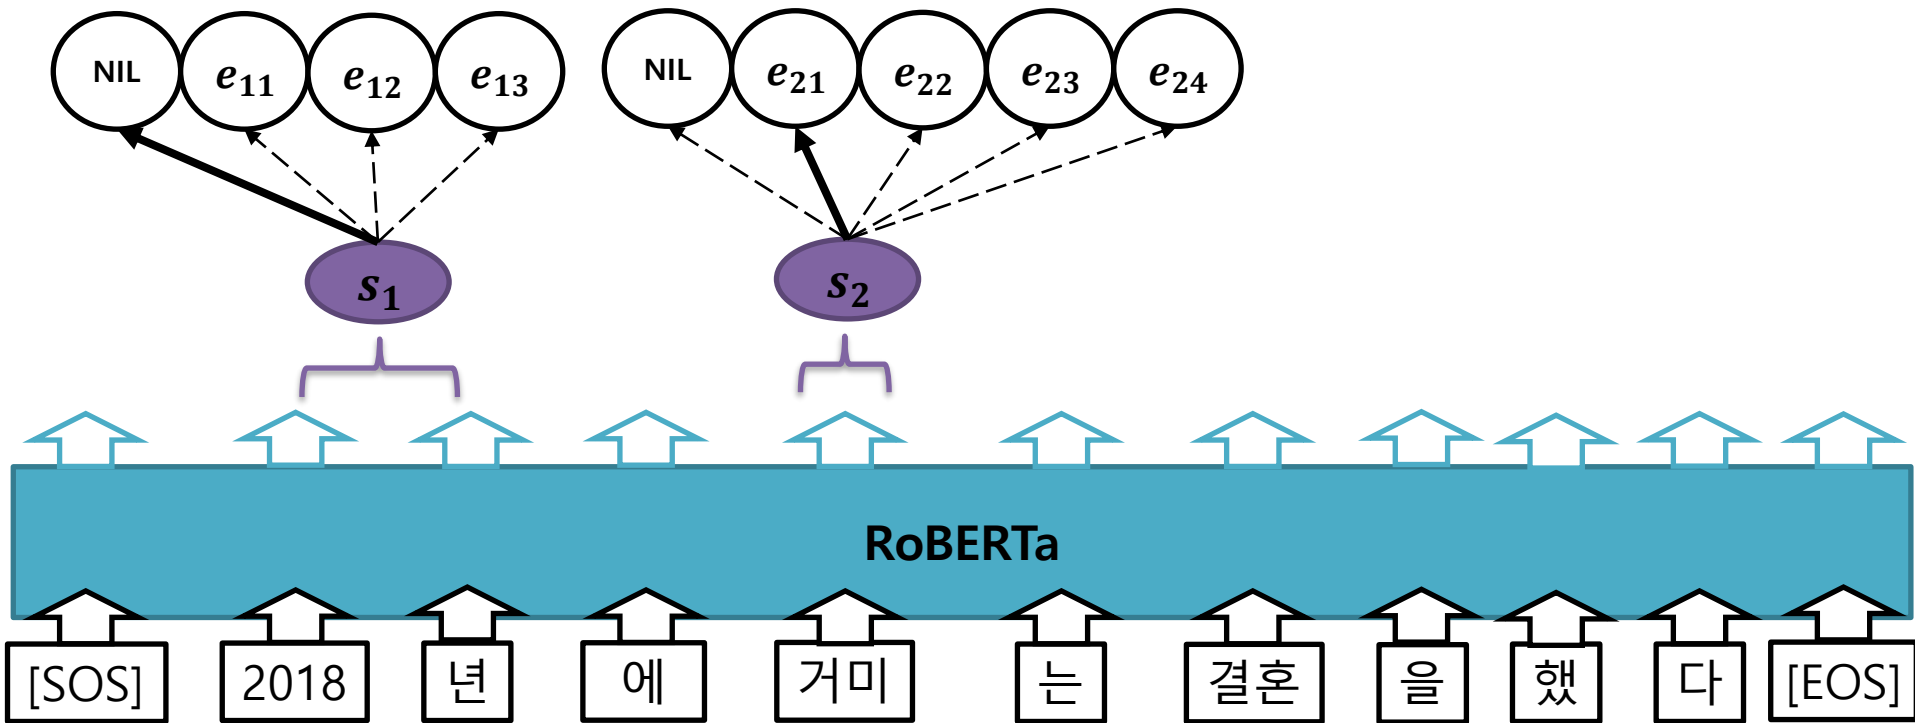 NIL e₁₁ e₁₂ e₁₃ NIL e₂₁ e₂₂ e₂₃ e₂₄
s₁ s₂
RoBERTa
[SOS] 2018 년 에 거미 는 결혼 을 했 다 [EOS]